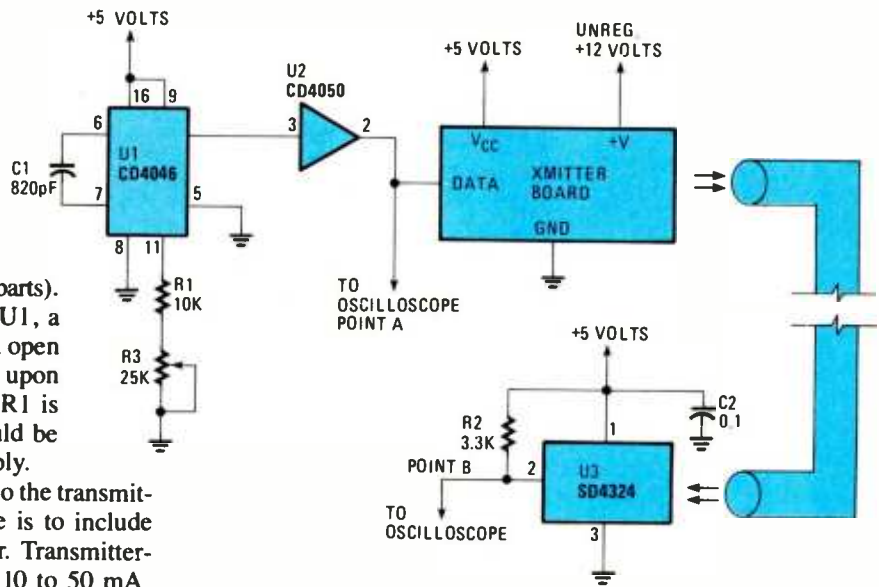 +5 VOLTS
16 9
6
C1
820pF
7
U1
CD4046
5
8 11
R1
10K
R3
25K
U2
CD4050
3 2
TO
OSCILLOSCOPE
POINT A
+5 VOLTS
UNREG.
+12 VOLTS
VCC +V
DATA
XMITTER
BOARD
GND
+5 VOLTS
R2
3.3K
C2
0.1
1
POINT B
2
U3
SD4324
3
TO
OSCILLOSCOPE
parts).
U1, a
open
upon
R1 is
uld be
ply.
o the transmit-
e is to include
r. Transmitter-
10 to 50 mA